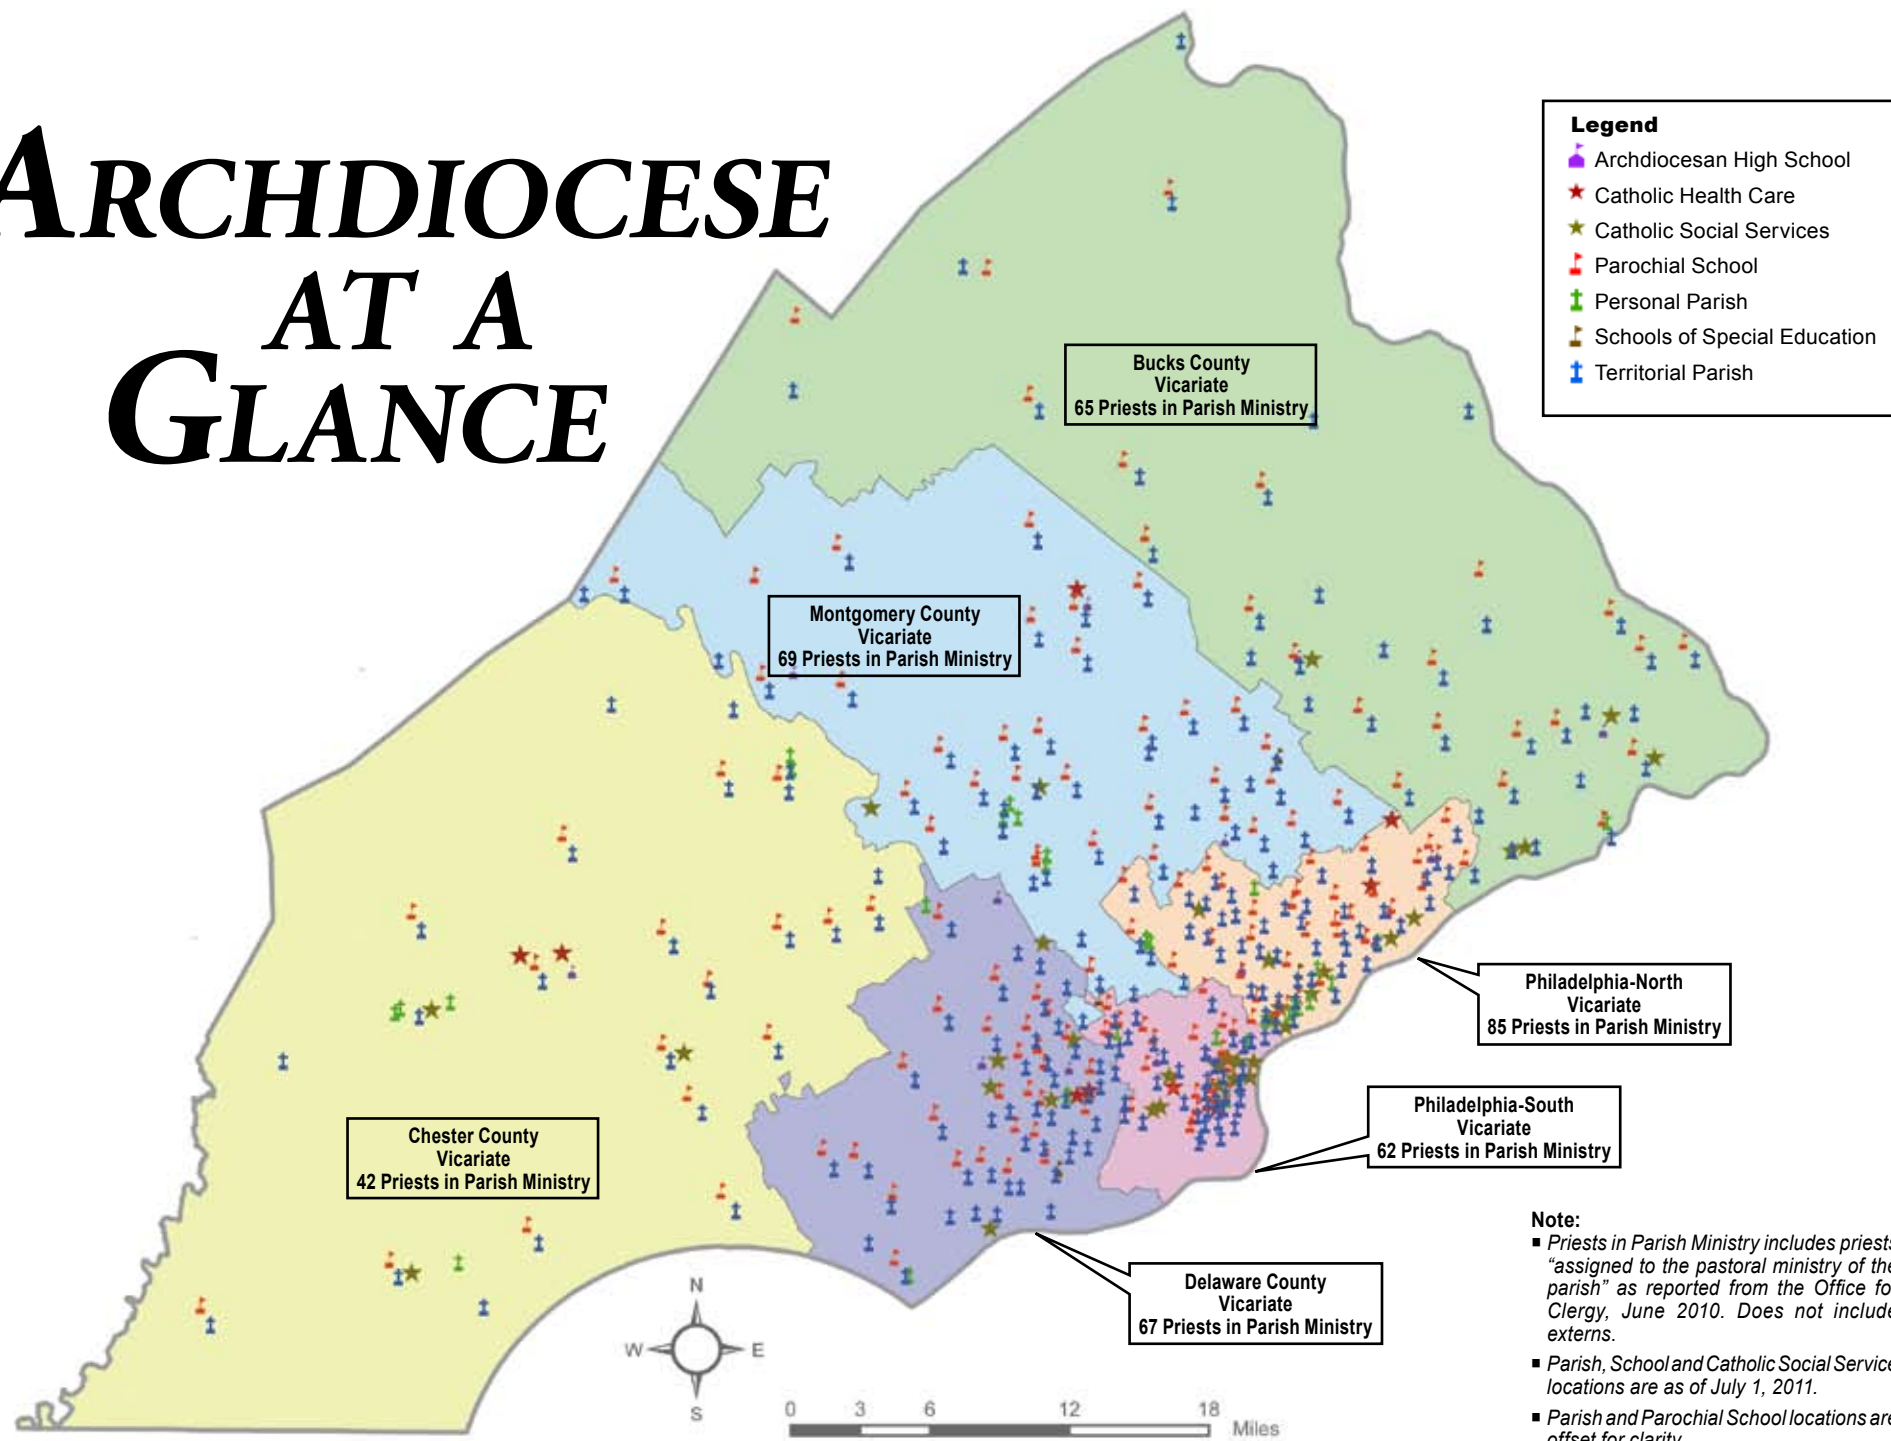 ARCHDIOCESE
AT A
GLANCE
Legend
Archdiocesan High School
Catholic Health Care
Catholic Social Services
Parochial School
Personal Parish
Schools of Special Education
Territorial Parish
Bucks County
Vicariate
65 Priests in Parish Ministry
Montgomery County
Vicariate
69 Priests in Parish Ministry
Philadelphia-North
Vicariate
85 Priests in Parish Ministry
Philadelphia-South
Vicariate
62 Priests in Parish Ministry
Chester County
Vicariate
42 Priests in Parish Ministry
Delaware County
Vicariate
67 Priests in Parish Ministry
N
W E
S
0 3 6 12 18
Miles
Note:
▪ Priests in Parish Ministry includes priests
“assigned to the pastoral ministry of the
parish” as reported from the Office fo
Clergy, June 2010. Does not include
externs.
▪ Parish, School and Catholic Social Service
locations are as of July 1, 2011.
▪ Parish and Parochial School locations are
offset for clarity